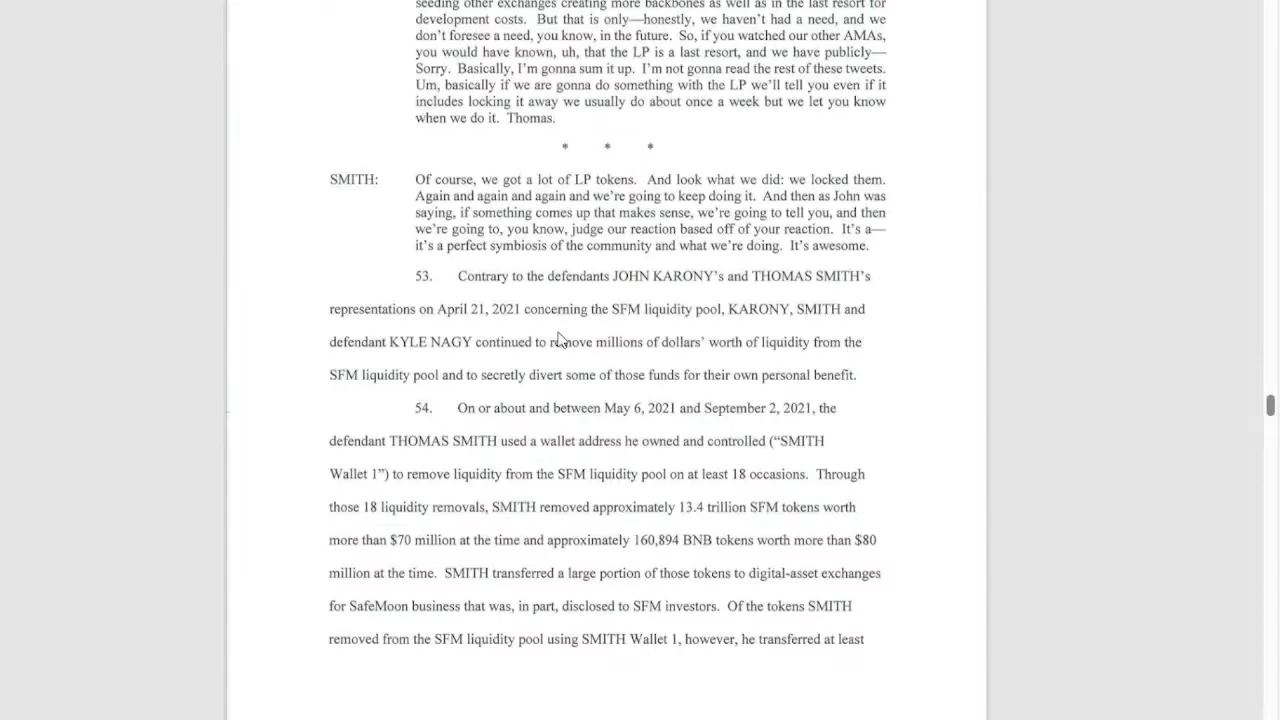 seeding other exchanges creating more backbones as well as in the last resort for
development costs. But that is only—honestly, we haven't had a need, and we
don't foresee a need, you know, in the future. So, if you watched our other AMAs,
you would have known, uh, that the LP is a last resort, and we have publicly—
Sorry. Basically, I'm gonna sum it up. I'm not gonna read the rest of these tweets.
Um, basically if we are gonna do something with the LP we'll tell you even if it
includes locking it away we usually do about once a week but we let you know
when we do it. Thomas.
* * *
SMITH: Of course, we got a lot of LP tokens. And look what we did: we locked them.
Again and again and again and we're going to keep doing it. And then as John was
saying, if something comes up that makes sense, we're going to tell you, and then
we're going to, you know, judge our reaction based off of your reaction. It's a—
it's a perfect symbiosis of the community and what we're doing. It's awesome.
53. Contrary to the defendants JOHN KARONY's and THOMAS SMITH's
representations on April 21, 2021 concerning the SFM liquidity pool, KARONY, SMITH and
defendant KYLE NAGY continued to remove millions of dollars' worth of liquidity from the
SFM liquidity pool and to secretly divert some of those funds for their own personal benefit.
54. On or about and between May 6, 2021 and September 2, 2021, the
defendant THOMAS SMITH used a wallet address he owned and controlled ("SMITH
Wallet 1") to remove liquidity from the SFM liquidity pool on at least 18 occasions. Through
those 18 liquidity removals, SMITH removed approximately 13.4 trillion SFM tokens worth
more than $70 million at the time and approximately 160,894 BNB tokens worth more than $80
million at the time. SMITH transferred a large portion of those tokens to digital-asset exchanges
for SafeMoon business that was, in part, disclosed to SFM investors. Of the tokens SMITH
removed from the SFM liquidity pool using SMITH Wallet 1, however, he transferred at least